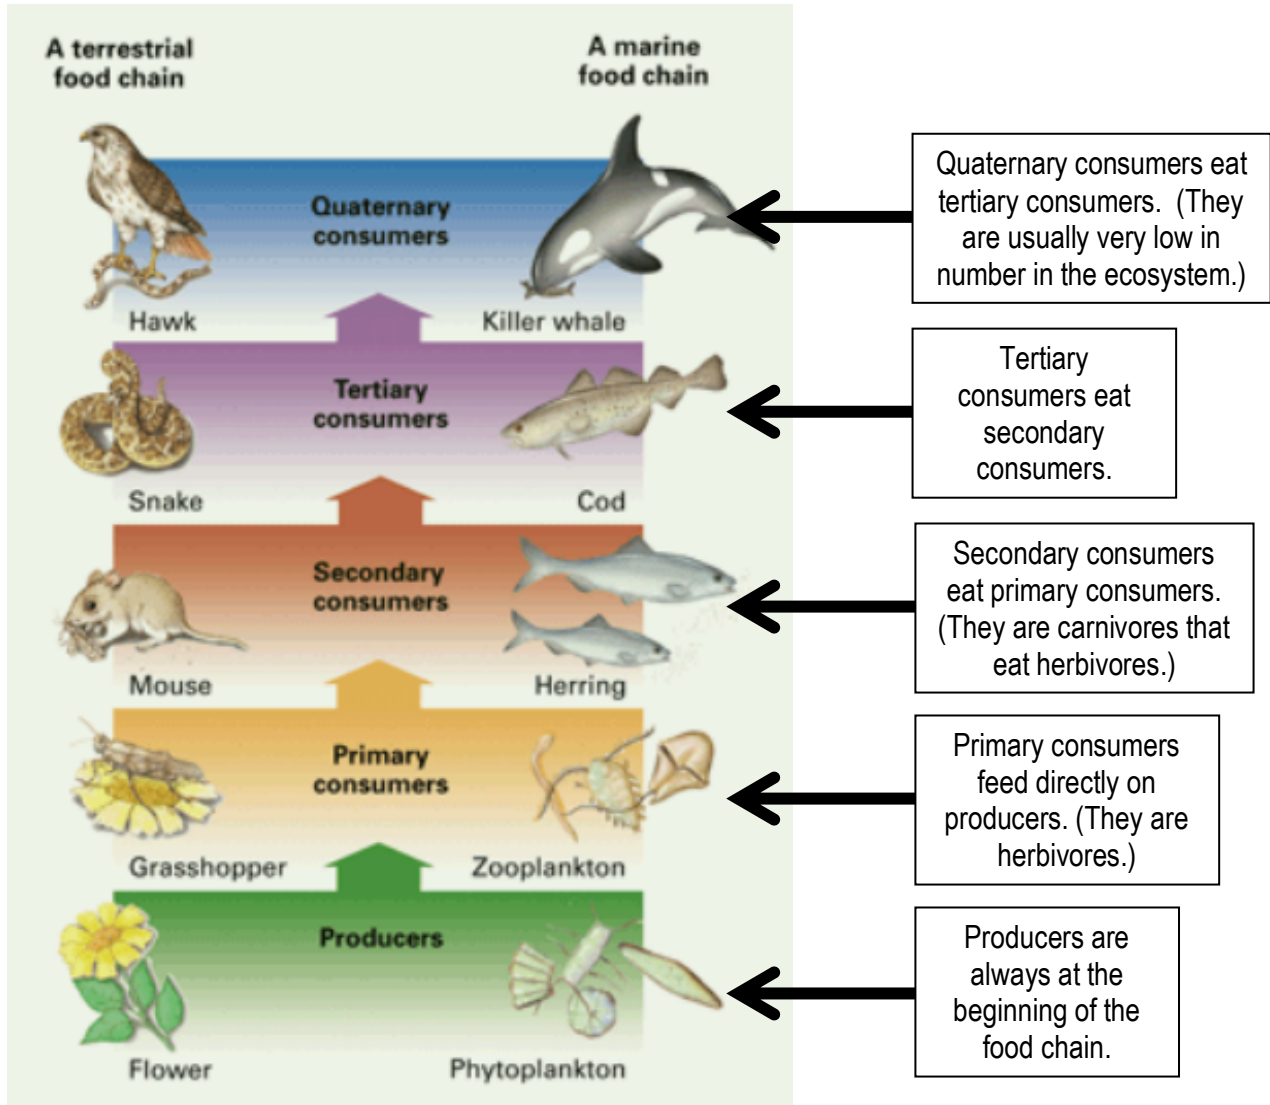 A terrestrial
food chain
A marine
food chain
Quaternary
consumers
Hawk
Killer whale
Quaternary consumers eat
tertiary consumers.  (They
are usually very low in
number in the ecosystem.)
Tertiary
consumers
Snake
Cod
Tertiary
consumers eat
secondary
consumers.
Secondary
consumers
Mouse
Herring
Secondary consumers
eat primary consumers.
(They are carnivores that
eat herbivores.)
Primary
consumers
Grasshopper
Zooplankton
Primary consumers
feed directly on
producers. (They are
herbivores.)
Producers
Flower
Phytoplankton
Producers are
always at the
beginning of the
food chain.